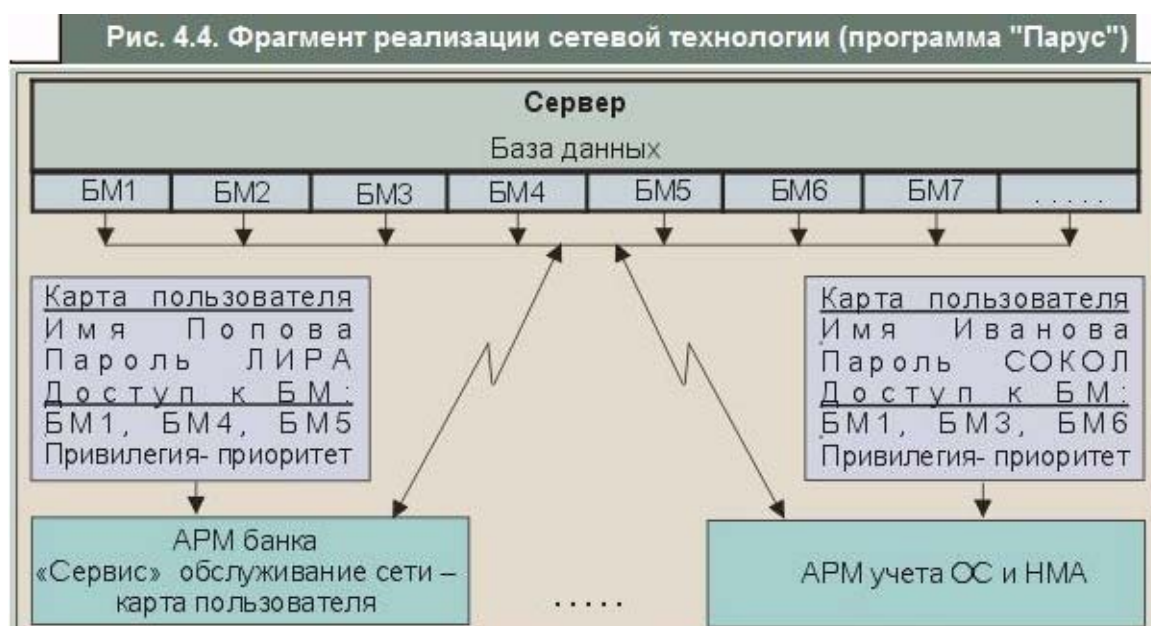 Рис. 4.4. Фрагмент реализации сетевой технологии (программа "Парус")
Сервер
База данных
БМ1 БМ2 БМ3 БМ4 БМ5 БМ6 БМ7 . . . . .
Карта пользователя
Имя Попова
Пароль ЛИРА
Доступ к БМ:
БМ1, БМ4, БМ5
Привилегия- приоритет
Карта пользователя
Имя Иванова
Пароль СОКОЛ
Доступ к БМ:
БМ1, БМ3, БМ6
Привилегия- приоритет
АРМ банка
«Сервис» обслуживание сети –
карта пользователя
. . . . .
АРМ учета ОС и НМА